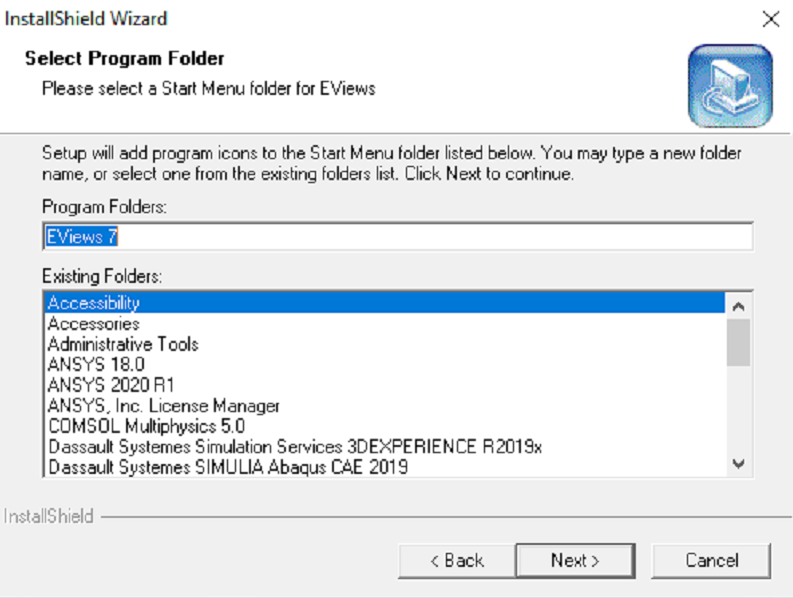 InstallShield Wizard
Select Program Folder
Please select a Start Menu folder for EViews
Setup will add program icons to the Start Menu folder listed below. You may type a new folder
name, or select one from the existing folders list. Click Next to continue.
Program Folders:
EViews 7
Existing Folders:
Accessibility
Accessories
Administrative Tools
ANSYS 18.0
ANSYS 2020 R1
ANSYS, Inc. License Manager
COMSOL Multiphysics 5.0
Dassault Systemes Simulation Services 3DEXPERIENCE R2019x
Dassault Systemes SIMULIA Abaqus CAE 2019
InstallShield
< Back Next > Cancel